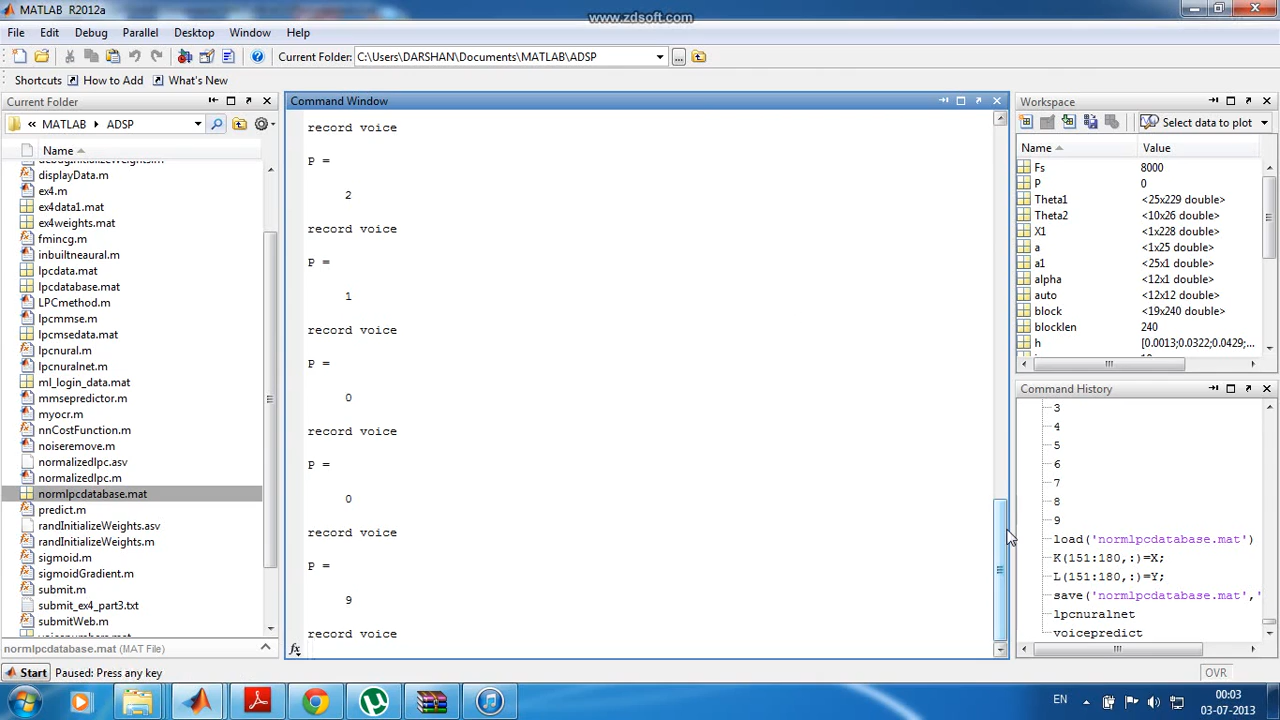 MATLAB R2012a
www.zdsoft.com
File Edit Debug Parallel Desktop Window Help
Current Folder: C:\Users\DARSHAN\Documents\MATLAB\ADSP
Shortcuts How to Add What's New
Current Folder
« MATLAB ADSP
Name
displayData.m
ex4.m
ex4data1.mat
ex4weights.mat
fmincg.m
inbuiltneaural.m
lpcdata.mat
lpcdatabase.mat
LPCmethod.m
lpcmmse.m
lpcmsedata.mat
lpcnural.m
lpcnuralnet.m
ml_login_data.mat
mmsepredictor.m
myocr.m
nnCostFunction.m
noiseremove.m
normalizedlpc.asv
normalizedlpc.m
normlpcdatabase.mat
predict.m
randInitializeWeights.asv
randInitializeWeights.m
sigmoid.m
sigmoidGradient.m
submit.m
submit_ex4_part3.txt
submitWeb.m
normlpcdatabase.mat (MAT File)
Command Window
record voice
P =
2
record voice
P =
1
record voice
P =
0
record voice
P =
0
record voice
P =
9
record voice
fx
Workspace
Select data to plot
Name Value
Fs 8000
P 0
Theta1 <25x229 double>
Theta2 <10x26 double>
X1 <1x228 double>
a <1x25 double>
a1 <25x1 double>
alpha <12x1 double>
auto <12x12 double>
block <19x240 double>
blocklen 240
h [0.0013;0.0322;0.0429;...
Command History
3
4
5
6
7
8
9
load('normlpcdatabase.mat')
K(151:180,:)=X;
L(151:180,:)=Y;
save('normlpcdatabase.mat','
lpcnuralnet
voicepredict
Start Paused: Press any key
OVR
EN
00:03
03-07-2013